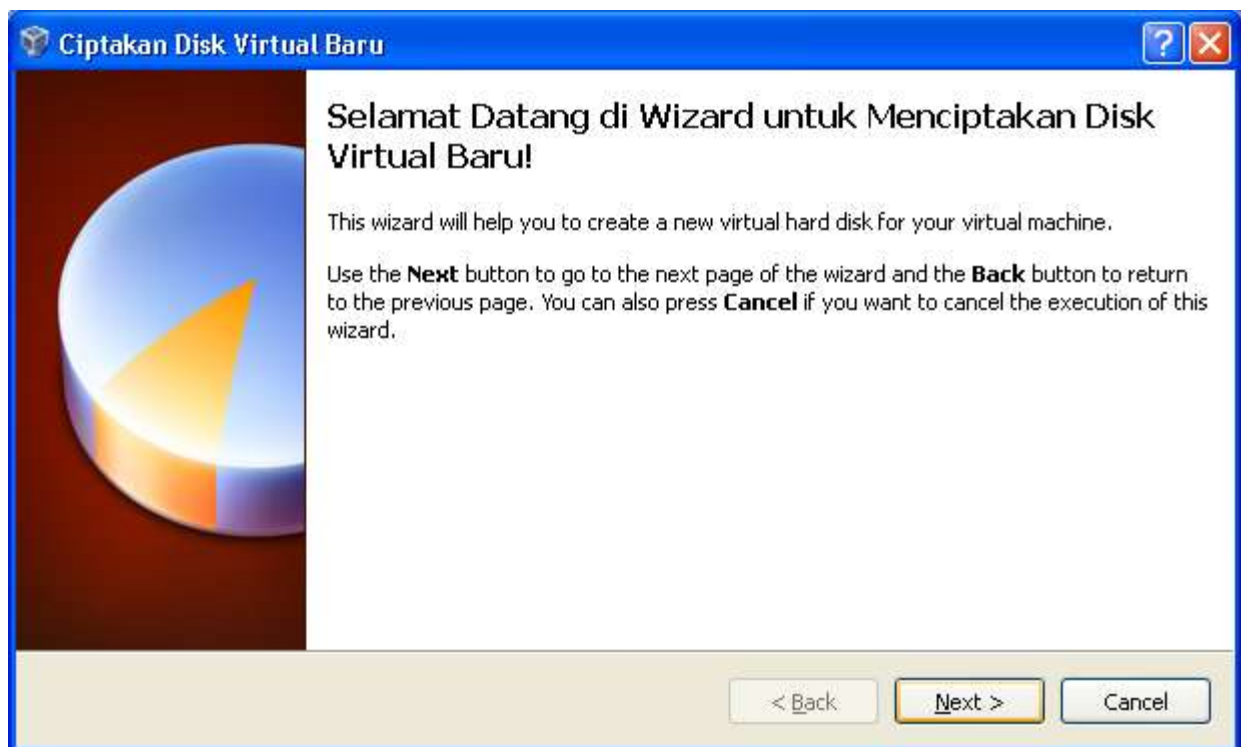 Ciptakan Disk Virtual Baru
Selamat Datang di Wizard untuk Menciptakan Disk
Virtual Baru!
This wizard will help you to create a new virtual hard disk for your virtual machine.
Use the Next button to go to the next page of the wizard and the Back button to return
to the previous page. You can also press Cancel if you want to cancel the execution of this
wizard.
< Back Next > Cancel